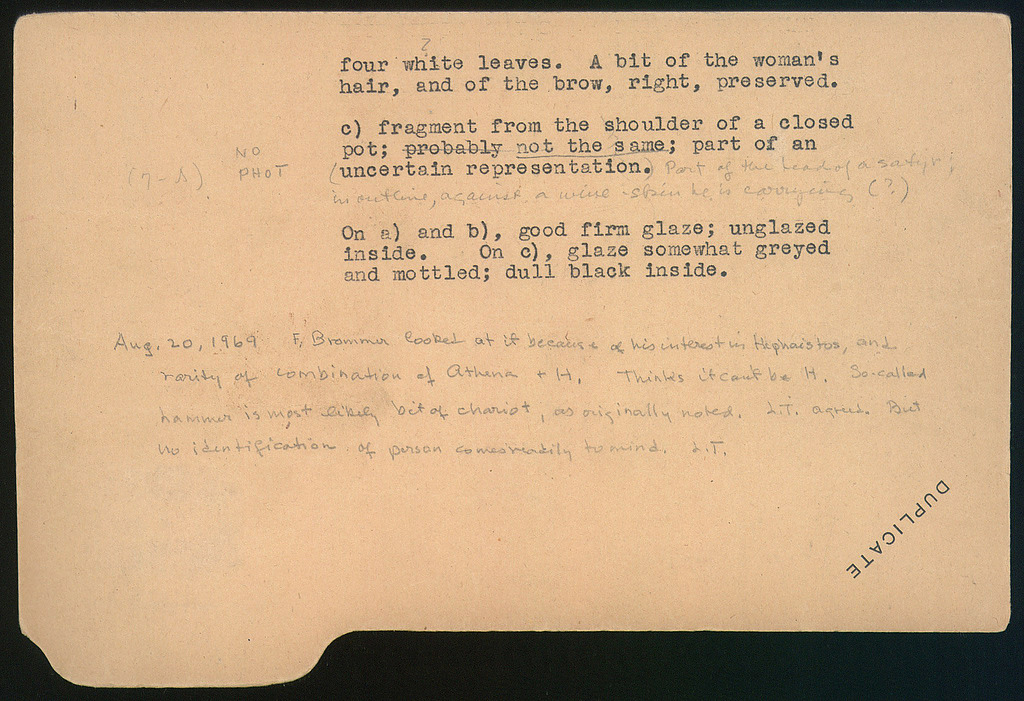 ?
four white leaves. A bit of the woman's
hair, and of the brow, right, preserved.
c) fragment from the shoulder of a closed
pot; probably not the same; part of an
(uncertain representation.) Part of the head of a satyr;
in outline, against a wine-skin he is carrying (?)
NO
PHOT
On a) and b), good firm glaze; unglazed
inside. On c), glaze somewhat greyed
and mottled; dull black inside.
Aug. 20, 1969 F. Brommer looked at it because of his interest in Hephaistos, and
rarity of combination of Athena + H. Thinks it cant be H. So-called
hammer is most likely bit of chariot, as originally noted. L.T. agrees. But
no identification of person comes readily to mind. L.T.
DUPLICATE